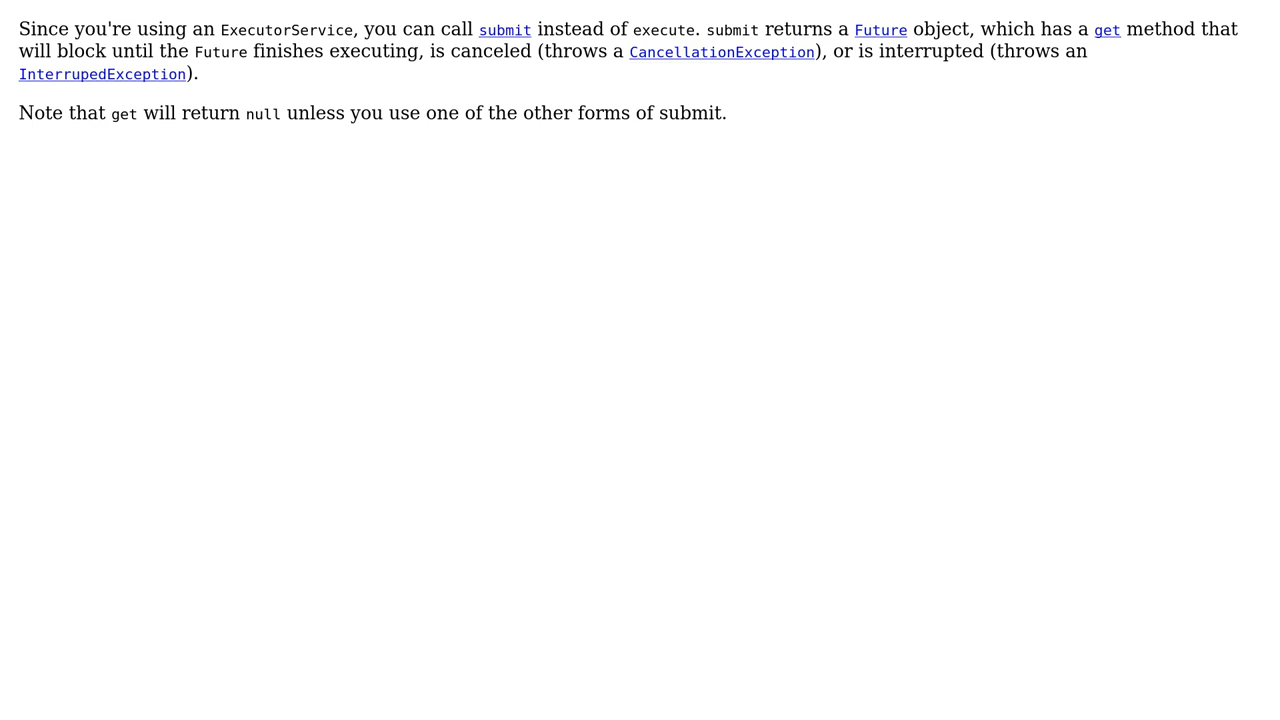 Since you're using an ExecutorService, you can call submit instead of execute. submit returns a Future object, which has a get method that
will block until the Future finishes executing, is canceled (throws a CancellationException), or is interrupted (throws an
InterrupedException).
Note that get will return null unless you use one of the other forms of submit.